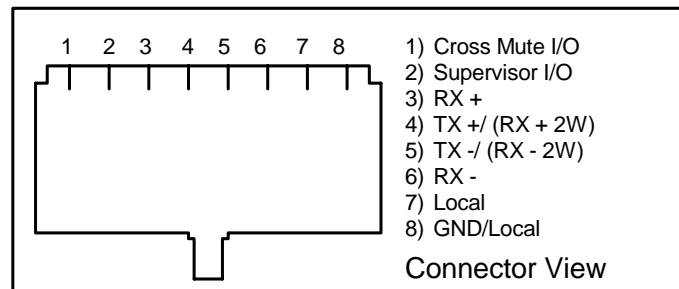 1 2 3 4 5 6 7 8
1) Cross Mute I/O
2) Supervisor I/O
3) RX +
4) TX +/ (RX + 2W)
5) TX -/ (RX - 2W)
6) RX -
7) Local
8) GND/Local
Connector View